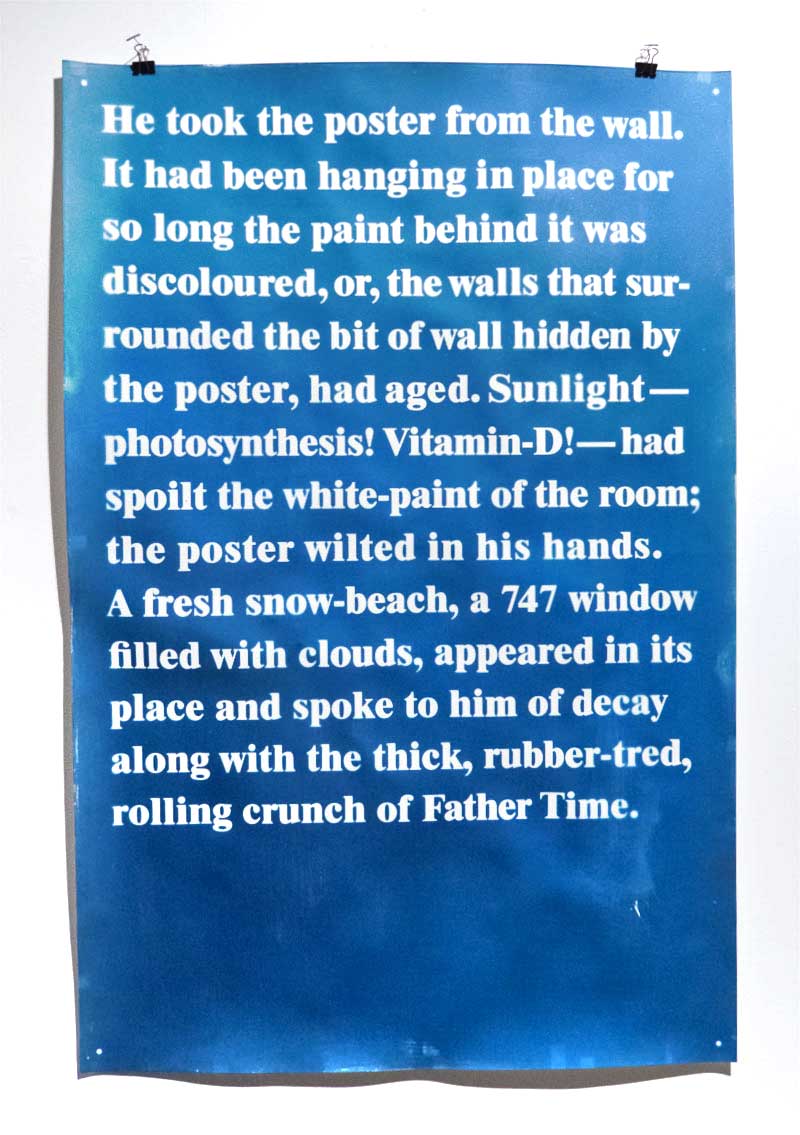 He took the poster from the wall.
It had been hanging in place for
so long the paint behind it was
discoloured, or, the walls that sur-
rounded the bit of wall hidden by
the poster, had aged. Sunlight—
photosynthesis! Vitamin-D!—had
spoilt the white-paint of the room;
the poster wilted in his hands.
A fresh snow-beach, a 747 window
filled with clouds, appeared in its
place and spoke to him of decay
along with the thick, rubber-tred,
rolling crunch of Father Time.